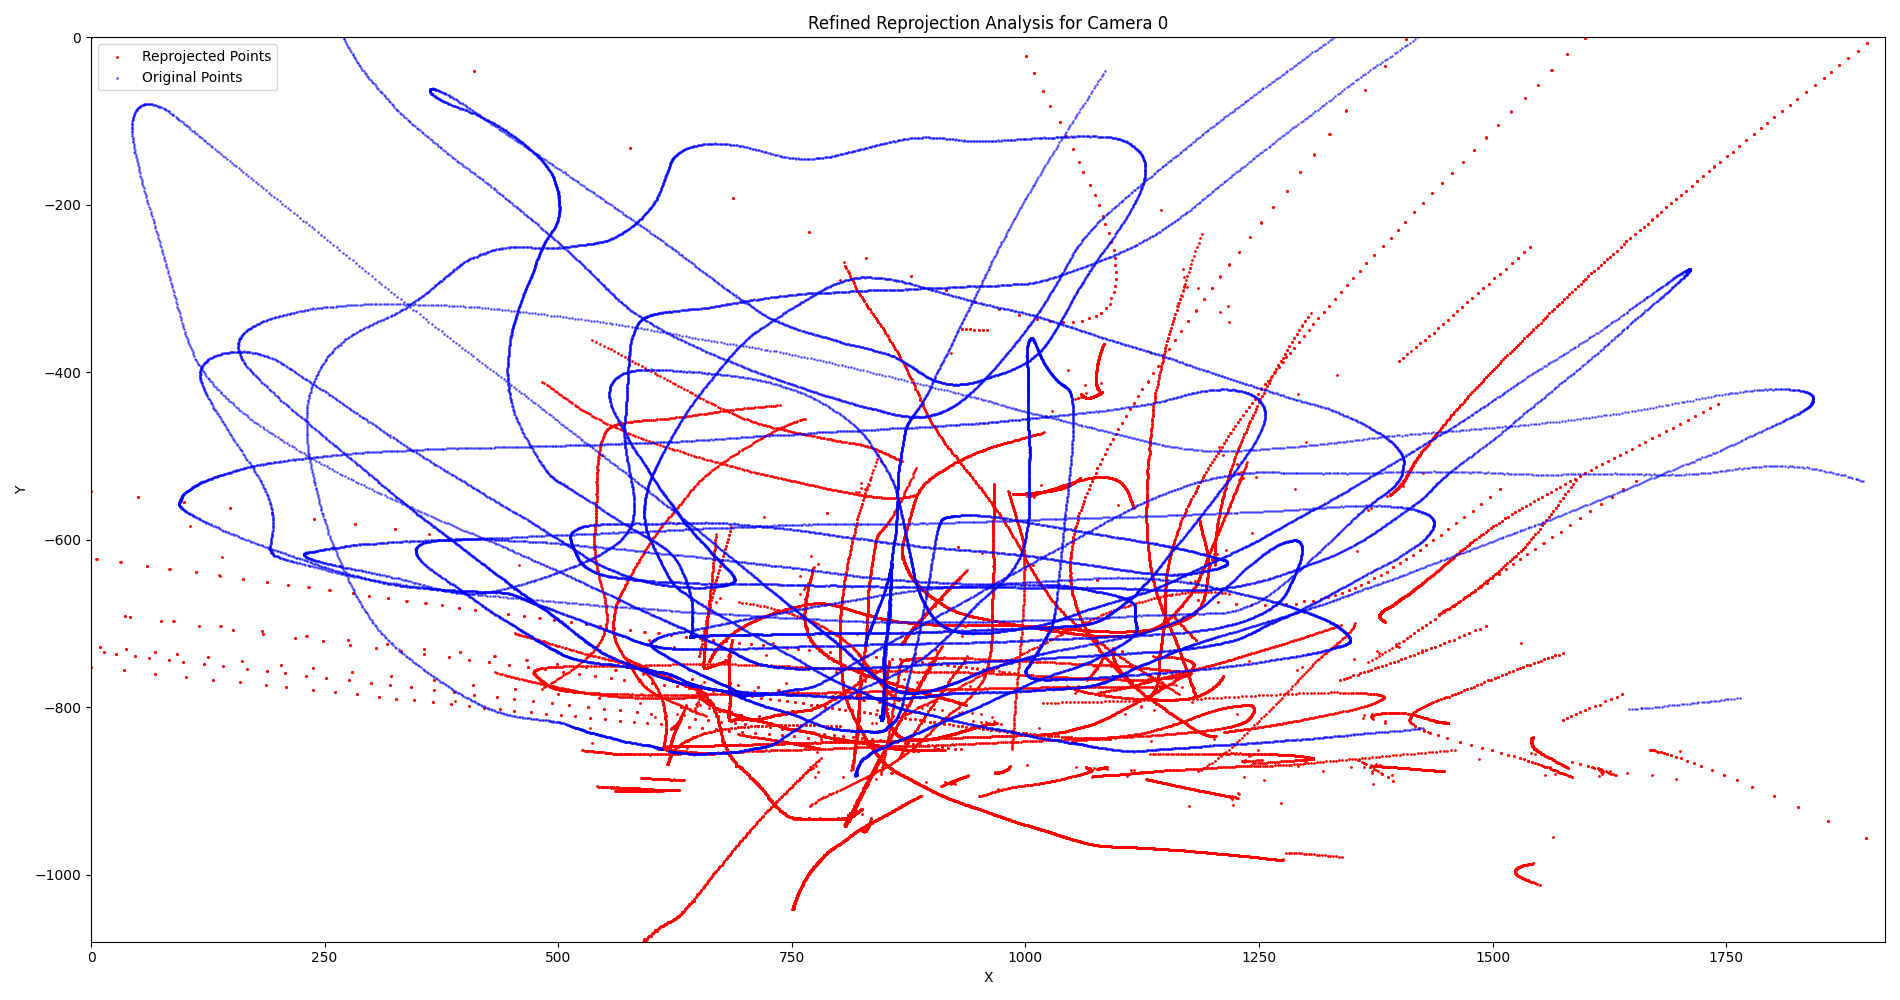 Refined Reprojection Analysis for Camera 0
Reprojected Points
Original Points
0
−200
−400
−600
−800
−1000
Y
0
250
500
750
1000
1250
1500
1750
X